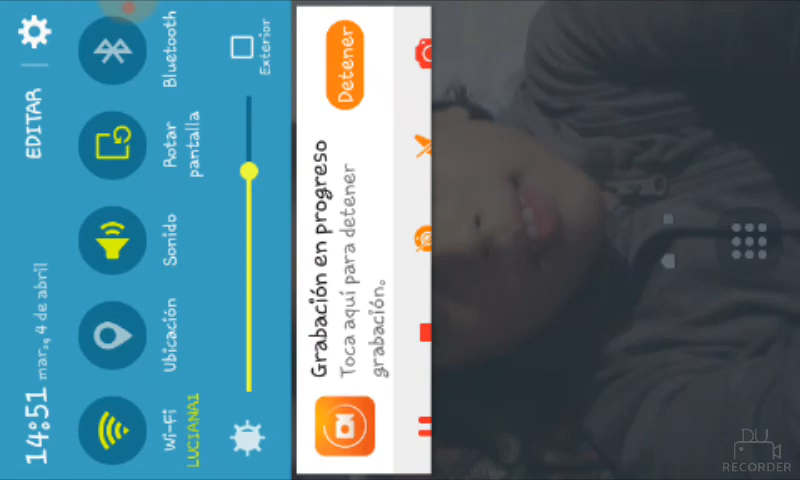 14:51 mar., 4 de abril
EDITAR
Wi-Fi
LUCIANA1
Ubicación
Sonido
Rotar
pantalla
Bluetooth
Exterior
Grabación en progreso
Toca aquí para detener
grabación.
Detener
DU
RECORDER